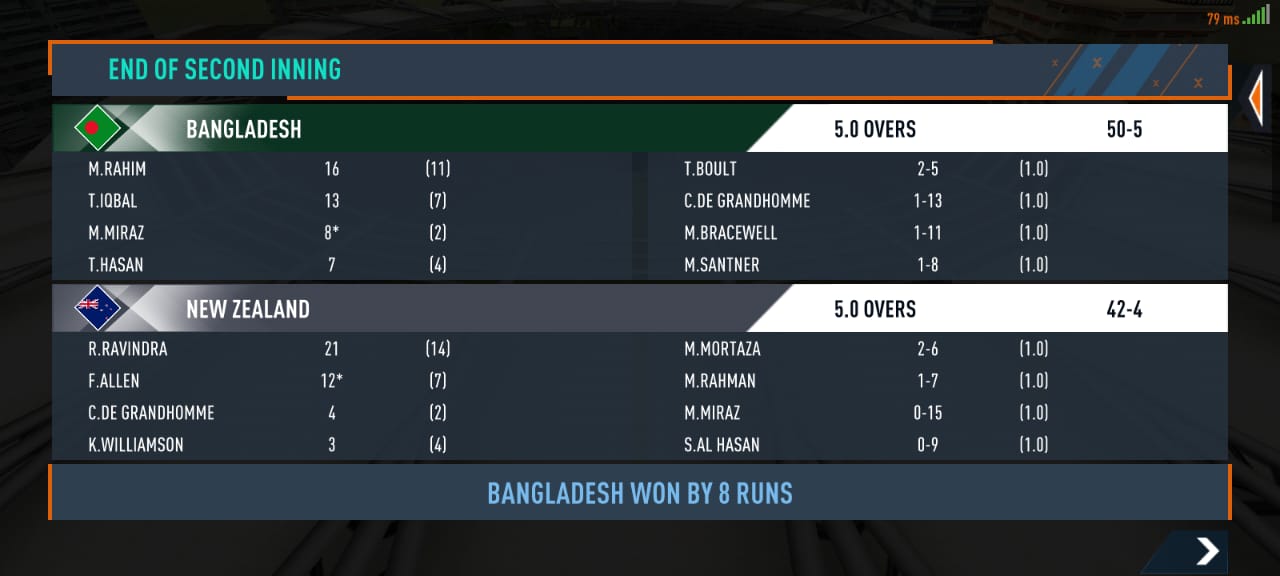 79 ms
END OF SECOND INNING
BANGLADESH 5.0 OVERS 50-5
M.RAHIM 16 (11) T.BOULT 2-5 (1.0)
T.IQBAL 13 (7) C.DE GRANDHOMME 1-13 (1.0)
M.MIRAZ 8* (2) M.BRACEWELL 1-11 (1.0)
T.HASAN 7 (4) M.SANTNER 1-8 (1.0)
NEW ZEALAND 5.0 OVERS 42-4
R.RAVINDRA 21 (14) M.MORTAZA 2-6 (1.0)
F.ALLEN 12* (7) M.RAHMAN 1-7 (1.0)
C.DE GRANDHOMME 4 (2) M.MIRAZ 0-15 (1.0)
K.WILLIAMSON 3 (4) S.AL HASAN 0-9 (1.0)
BANGLADESH WON BY 8 RUNS